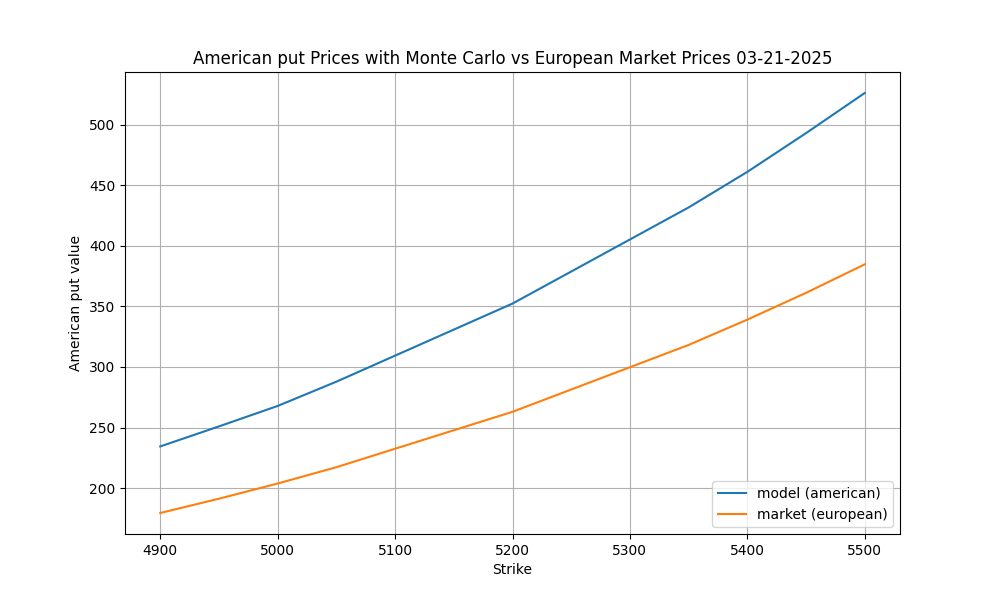 American put Prices with Monte Carlo vs European Market Prices 03-21-2025
American put value
500
450
400
350
300
250
200
4900 5000 5100 5200 5300 5400 5500
Strike
model (american)
market (european)